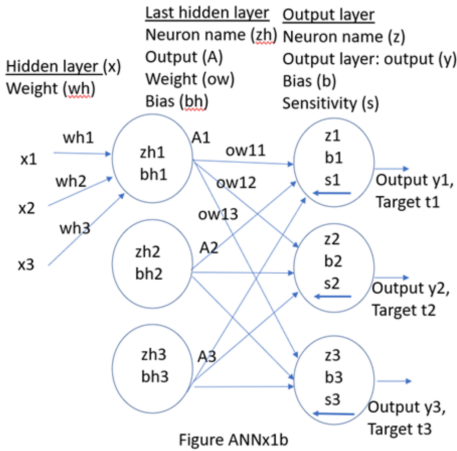 Last hidden layer
Neuron name (zh)
Output (A)
Weight (ow)
Bias (bh)
Output layer
Neuron name (z)
Output layer: output (y)
Bias (b)
Sensitivity (s)
Hidden layer (x)
Weight (wh)
x1
wh1
x2
wh2
x3
wh3
zh1
bh1
A1
ow11
ow12
ow13
zh2
bh2
A2
zh3
bh3
A3
z1
b1
s1
Output y1,
Target t1
z2
b2
s2
Output y2,
Target t2
z3
b3
s3
Output y3,
Target t3
Figure ANNx1b